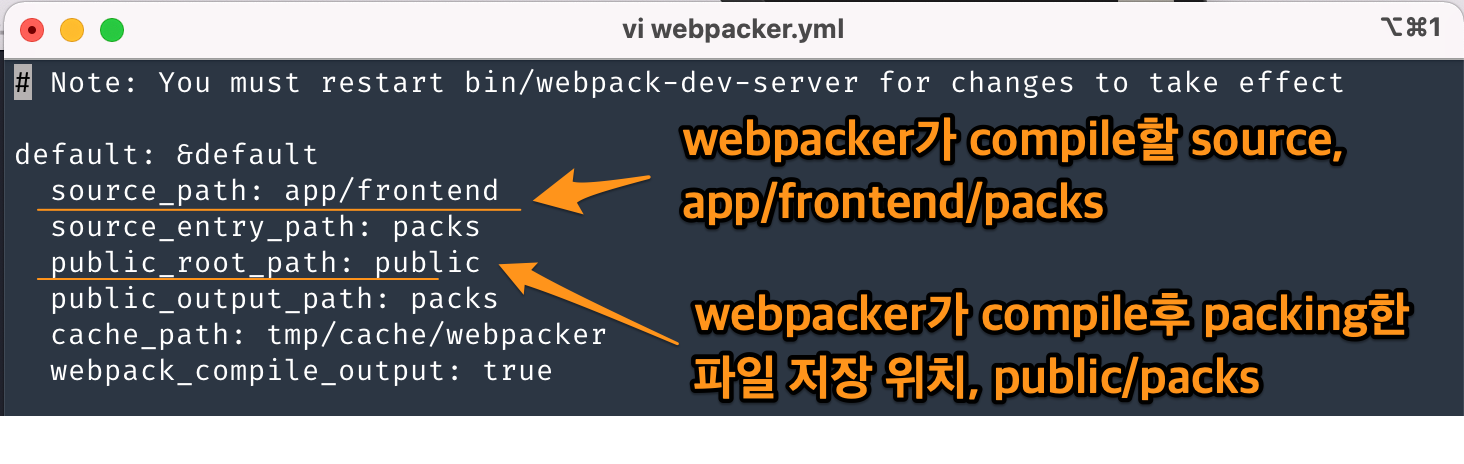 vi webpacker.yml
⌥⌘1
# Note: You must restart bin/webpack-dev-server for changes to take effect
default: &default
  source_path: app/frontend
  source_entry_path: packs
  public_root_path: public
  public_output_path: packs
  cache_path: tmp/cache/webpacker
  webpack_compile_output: true
webpacker가 compile할 source,
app/frontend/packs
webpacker가 compile후 packing한
파일 저장 위치, public/packs